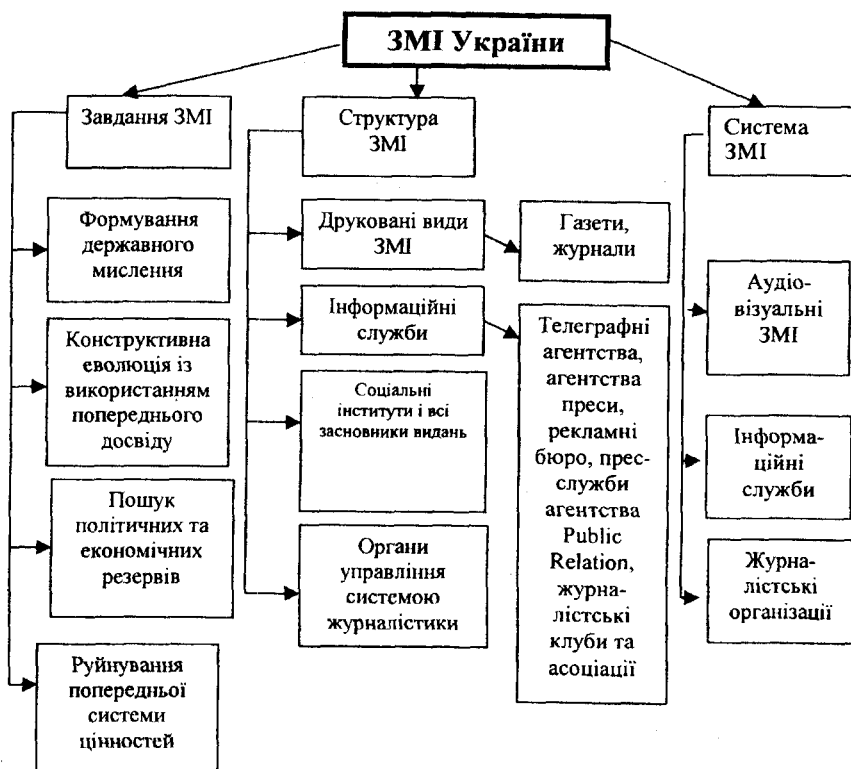 ЗМІ України
Завдання ЗМІ
Формування
державного
мислення
Конструктивна
еволюція із
використанням
попереднього
досвіду
Пошук
політичних та
економічних
резервів
Руйнування
попередньої
системи
цінностей
Структура
ЗМІ
Друковані види
ЗМІ
Газети,
журнали
Інформаційні
служби
Телеграфні
агентства,
агентства
преси,
рекламні
бюро, прес-
служби
агентства
Public
Relation,
журна-
лістські
клуби та
асоціації
Соціальні
інститути і всі
засновники видань
Органи
управління
системою
журналістики
Система
ЗМІ
Аудіо-
візуальні
ЗМІ
Інформа-
ційні
служби
Журна-
лістські
організації